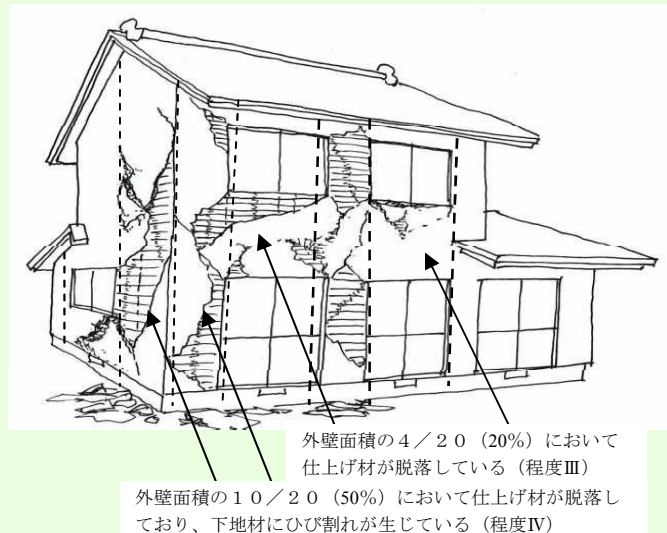 外壁面積の４／２０（20%）において
仕上げ材が脱落している（程度Ⅲ）
外壁面積の１０／２０（50%）において仕上げ材が脱落し
ており、下地材にひび割れが生じている（程度Ⅳ）